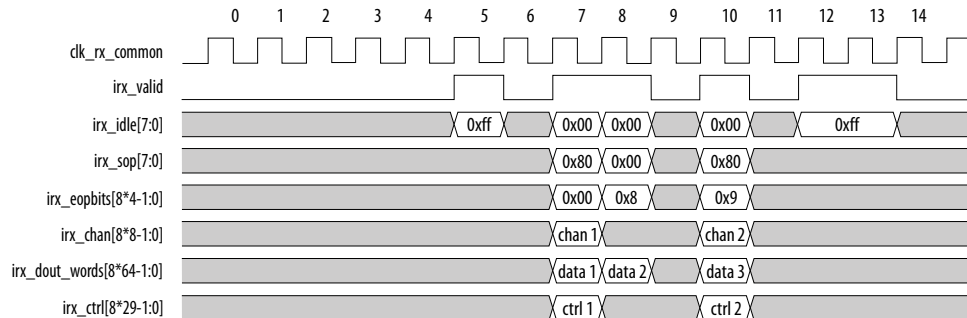 0 1 2 3 4 5 6 7 8 9 10 11 12 13 14
clk_rx_common
irx_valid
irx_idle[7:0] 0xff 0x00 0x00 0x00 0xff
irx_sop[7:0] 0x80 0x00 0x80
irx_eopbits[8*4-1:0] 0x00 0x8 0x9
irx_chan[8*8-1:0] chan 1 chan 2
irx_dout_words[8*64-1:0] data 1 data 2 data 3
irx_ctrl[8*29-1:0] ctrl 1 ctrl 2